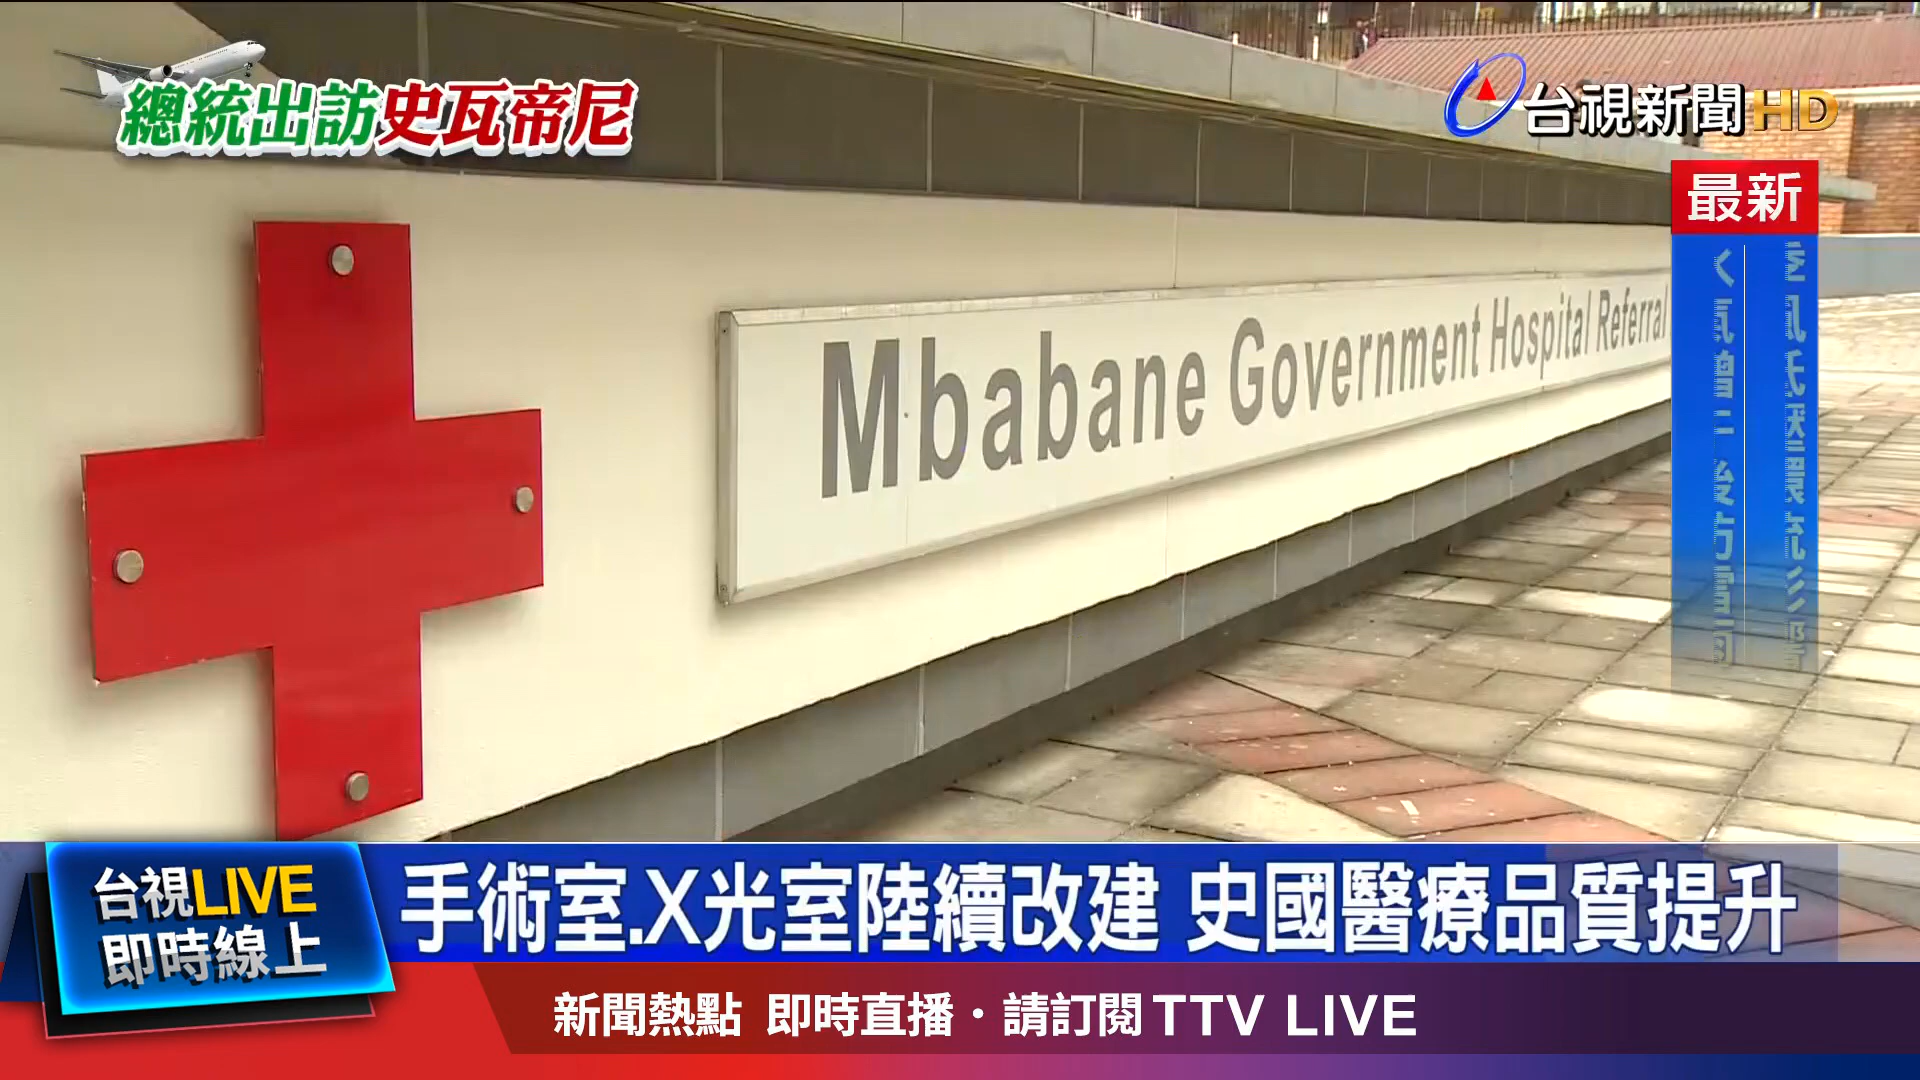 總統出訪史瓦帝尼
台視新聞HD
最新
Mbabane Government Hospital Referral
台視LIVE
即時線上
手術室.X光室陸續改建 史國醫療品質提升
新聞熱點 即時直播・請訂閱TTV LIVE